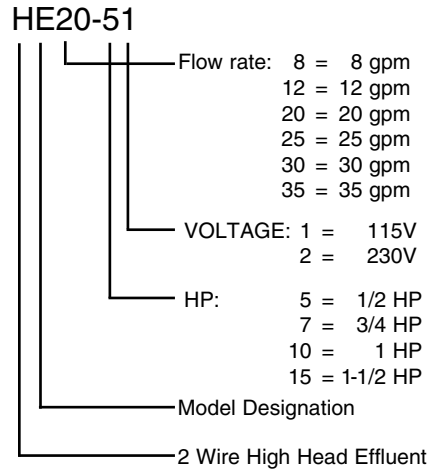 HE20-51
Flow rate: 8 = 8 gpm
12 = 12 gpm
20 = 20 gpm
25 = 25 gpm
30 = 30 gpm
35 = 35 gpm
VOLTAGE: 1 = 115V
2 = 230V
HP: 5 = 1/2 HP
7 = 3/4 HP
10 = 1 HP
15 = 1-1/2 HP
Model Designation
2 Wire High Head Effluent